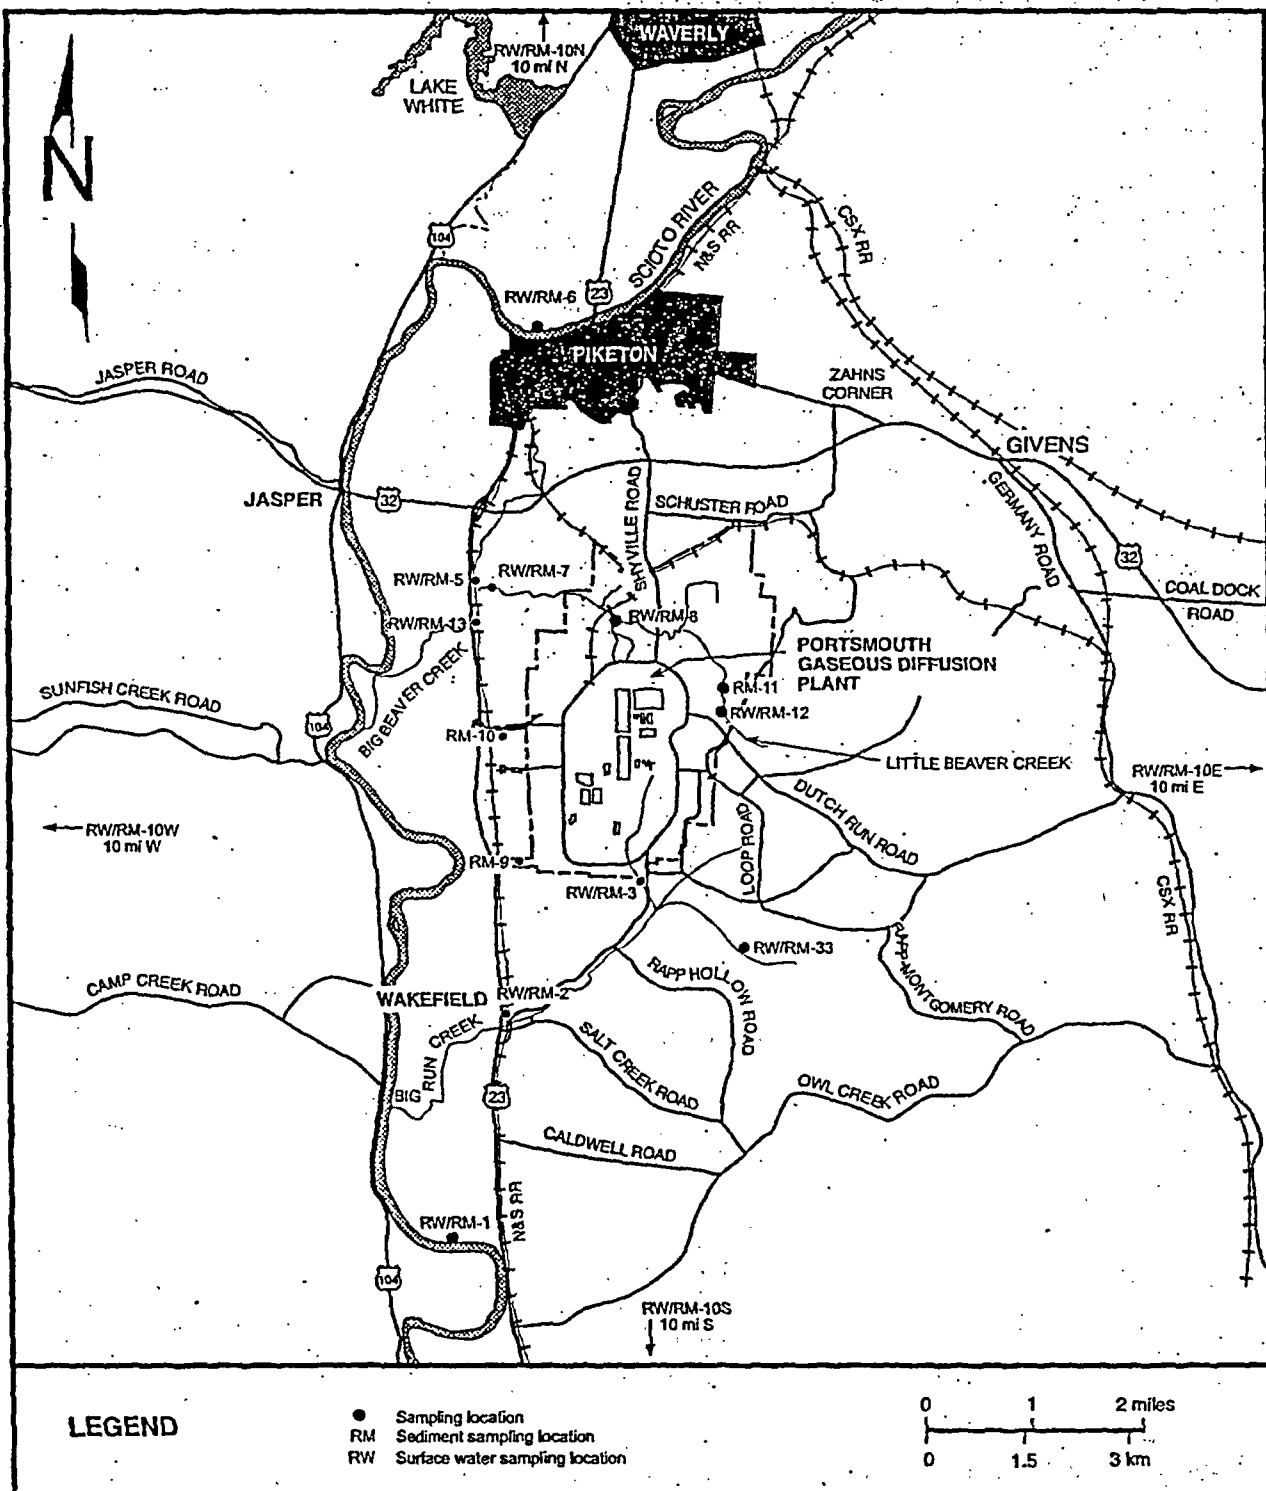 WAVERLY
RW/RM-10N
10 mi N
LAKE
WHITE
N
104
SCIOTO RIVER
N&S RR
CSX RR
RW/RM-6
23
PIKETON
JASPER ROAD
ZAHNS
CORNER
GIVENS
JASPER
32
SHYVILLE ROAD
SCHUSTER ROAD
GERMANY ROAD
32
COAL DOCK
ROAD
RW/RM-5
RW/RM-7
RW/RM-13
RW/RM-8
BIG BEAVER CREEK
PORTSMOUTH
GASEOUS DIFFUSION
PLANT
SUNFISH CREEK ROAD
104
RM-11
RW/RM-12
RM-10
LITTLE BEAVER CREEK
RW/RM-10E
10 mi E
DUTCH RUN ROAD
LOOP ROAD
RW/RM-10W
10 mi W
RM-9
RW/RM-3
CSX RR
RW/RM-33
RAPP HOLLOW ROAD
RAPP-MONTGOMERY ROAD
CAMP CREEK ROAD
WAKEFIELD
RW/RM-2
BIG RUN CREEK
SALT CREEK ROAD
OWL CREEK ROAD
23
CALDWELL ROAD
N&S RR
RW/RM-1
104
RW/RM-10S
10 mi S
LEGEND
Sampling location
RM Sediment sampling location
RW Surface water sampling location
0 1 2 miles
0 1.5 3 km